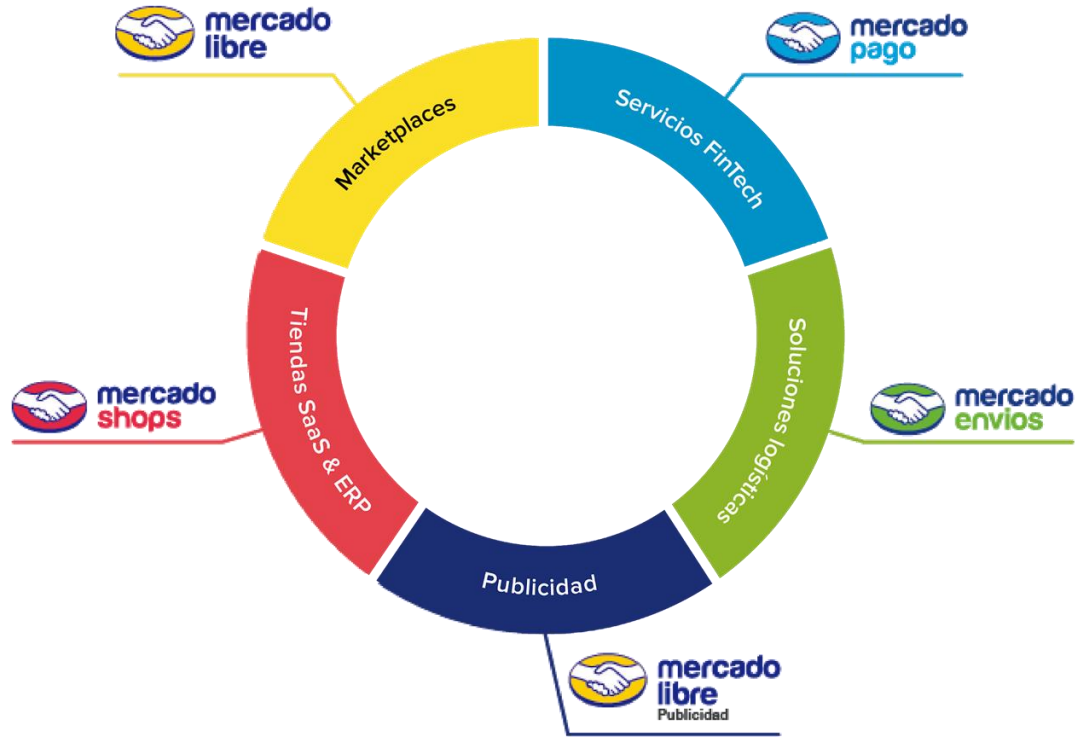 mercado
libre
mercado
pago
Marketplaces
Servicios FinTech
Tiendas SaaS & ERP
Soluciones logísticas
mercado
shops
mercado
envios
Publicidad
mercado
libre
Publicidad